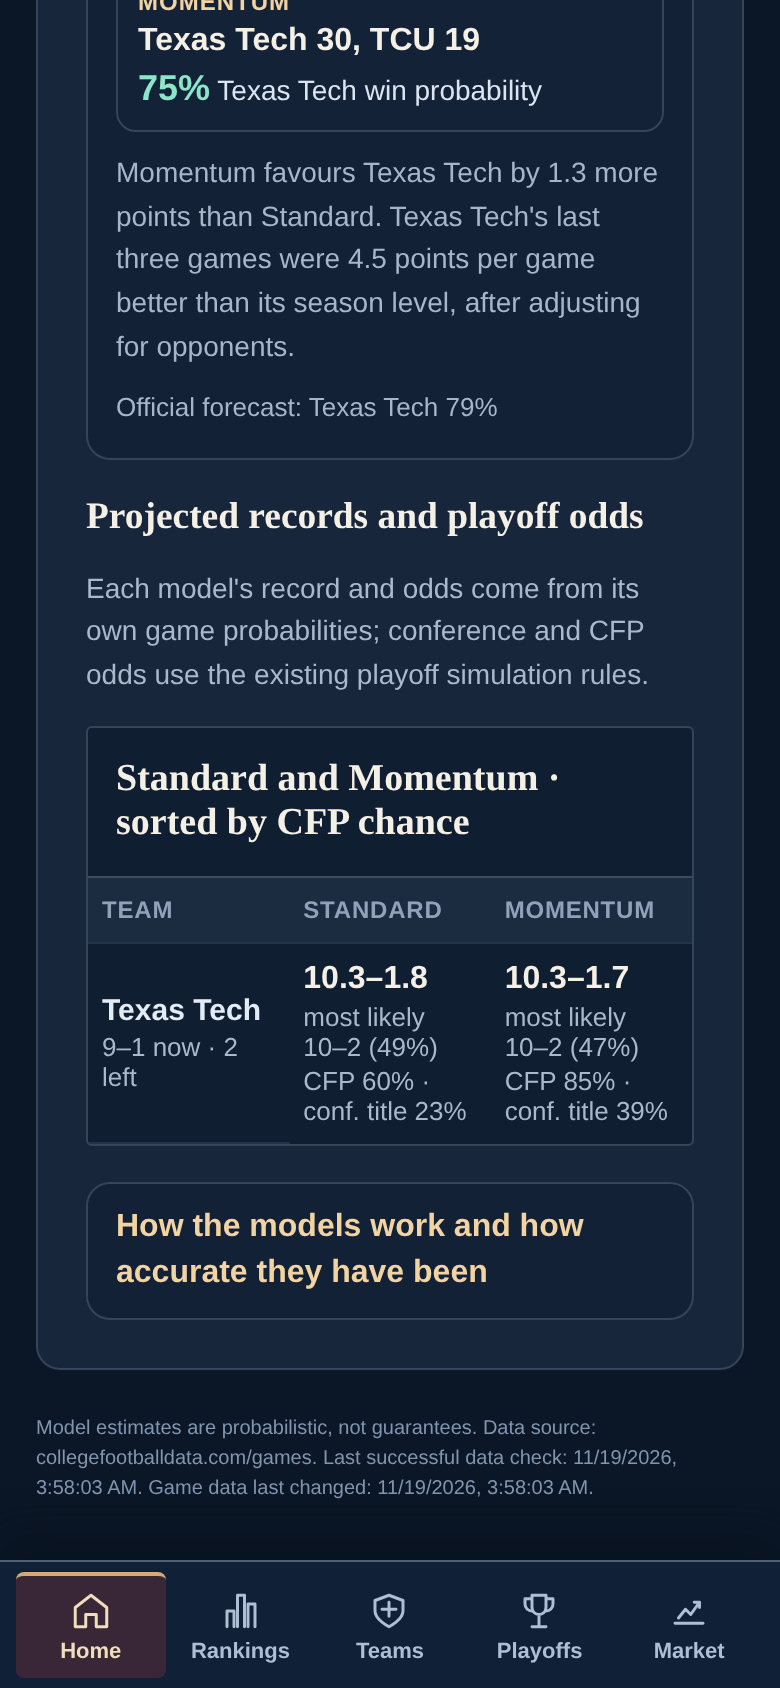 MOMENTUM
Texas Tech 30, TCU 19
75% Texas Tech win probability
Momentum favours Texas Tech by 1.3 more
points than Standard. Texas Tech's last
three games were 4.5 points per game
better than its season level, after adjusting
for opponents.
Official forecast: Texas Tech 79%
Projected records and playoff odds
Each model's record and odds come from its
own game probabilities; conference and CFP
odds use the existing playoff simulation rules.
Standard and Momentum ·
sorted by CFP chance
TEAM STANDARD MOMENTUM
Texas Tech
9–1 now · 2
left
10.3–1.8
most likely
10–2 (49%)
CFP 60% ·
conf. title 23%
10.3–1.7
most likely
10–2 (47%)
CFP 85% ·
conf. title 39%
How the models work and how
accurate they have been
Model estimates are probabilistic, not guarantees. Data source:
collegefootballdata.com/games. Last successful data check: 11/19/2026,
3:58:03 AM. Game data last changed: 11/19/2026, 3:58:03 AM.
Home Rankings Teams Playoffs Market